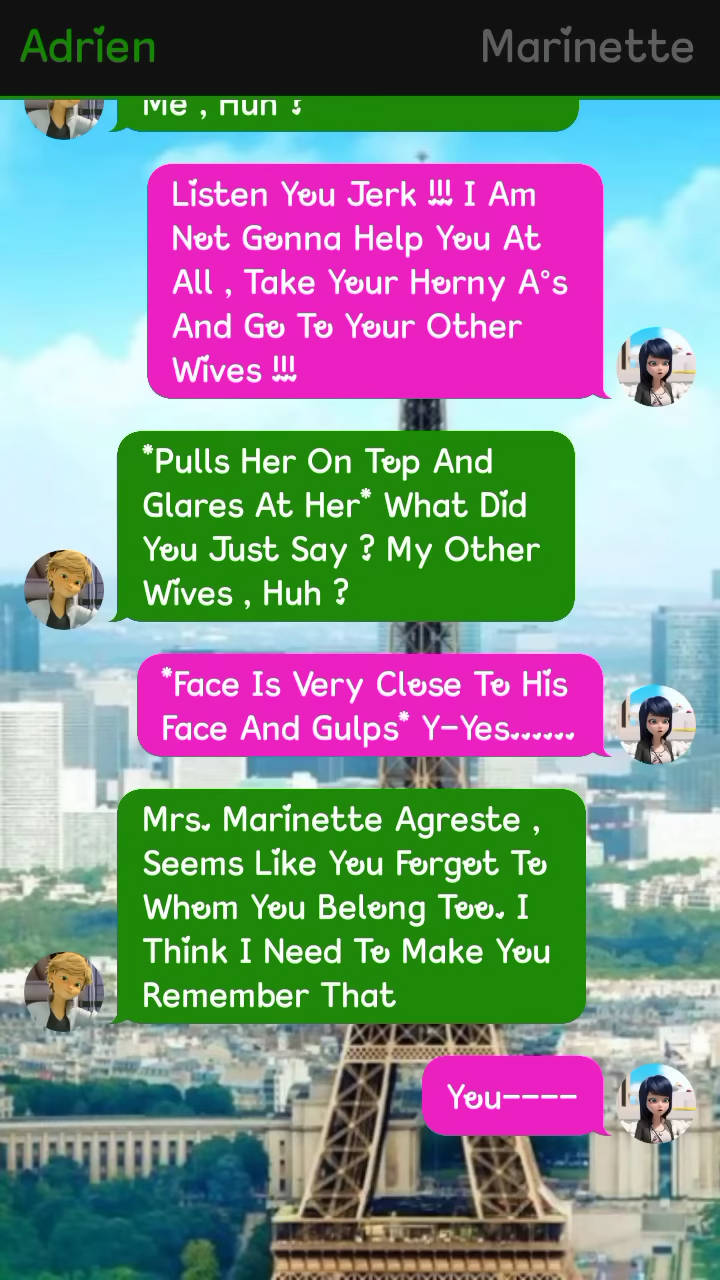 Adrien
Marinette
Me , Huh ?
Listen You Jerk !!! I Am
Not Gonna Help You At
All , Take Your Horny A°s
And Go To Your Other
Wives !!!
*Pulls Her On Top And
Glares At Her* What Did
You Just Say ? My Other
Wives , Huh ?
*Face Is Very Close To His
Face And Gulps* Y-Yes......
Mrs. Marinette Agreste ,
Seems Like You Forgot To
Whom You Belong Too. I
Think I Need To Make You
Remember That
You----